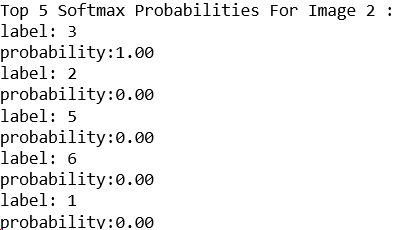 Top 5 Softmax Probabilities For Image 2 :
label: 3
probability:1.00
label: 2
probability:0.00
label: 5
probability:0.00
label: 6
probability:0.00
label: 1
probability:0.00